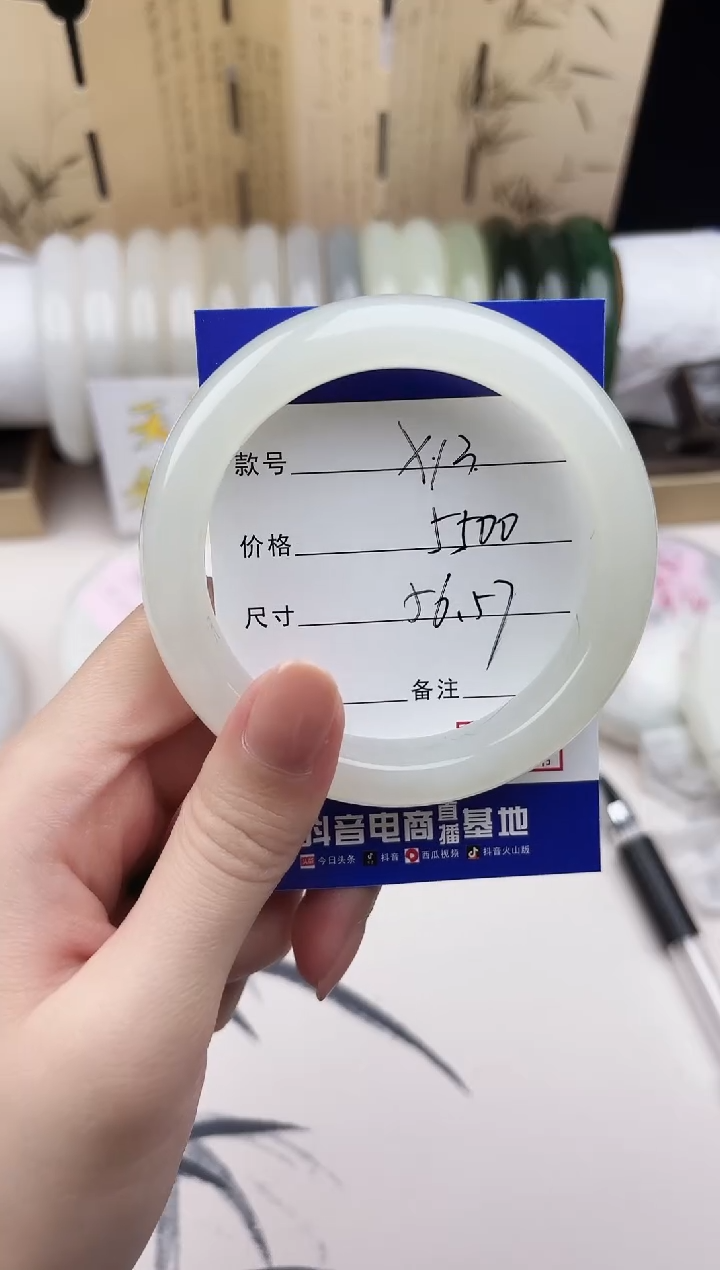 款号 X13
价格 5500
尺寸 56.57
备注
抖音电商直播基地
今日头条 抖音 西瓜视频 抖音火山版